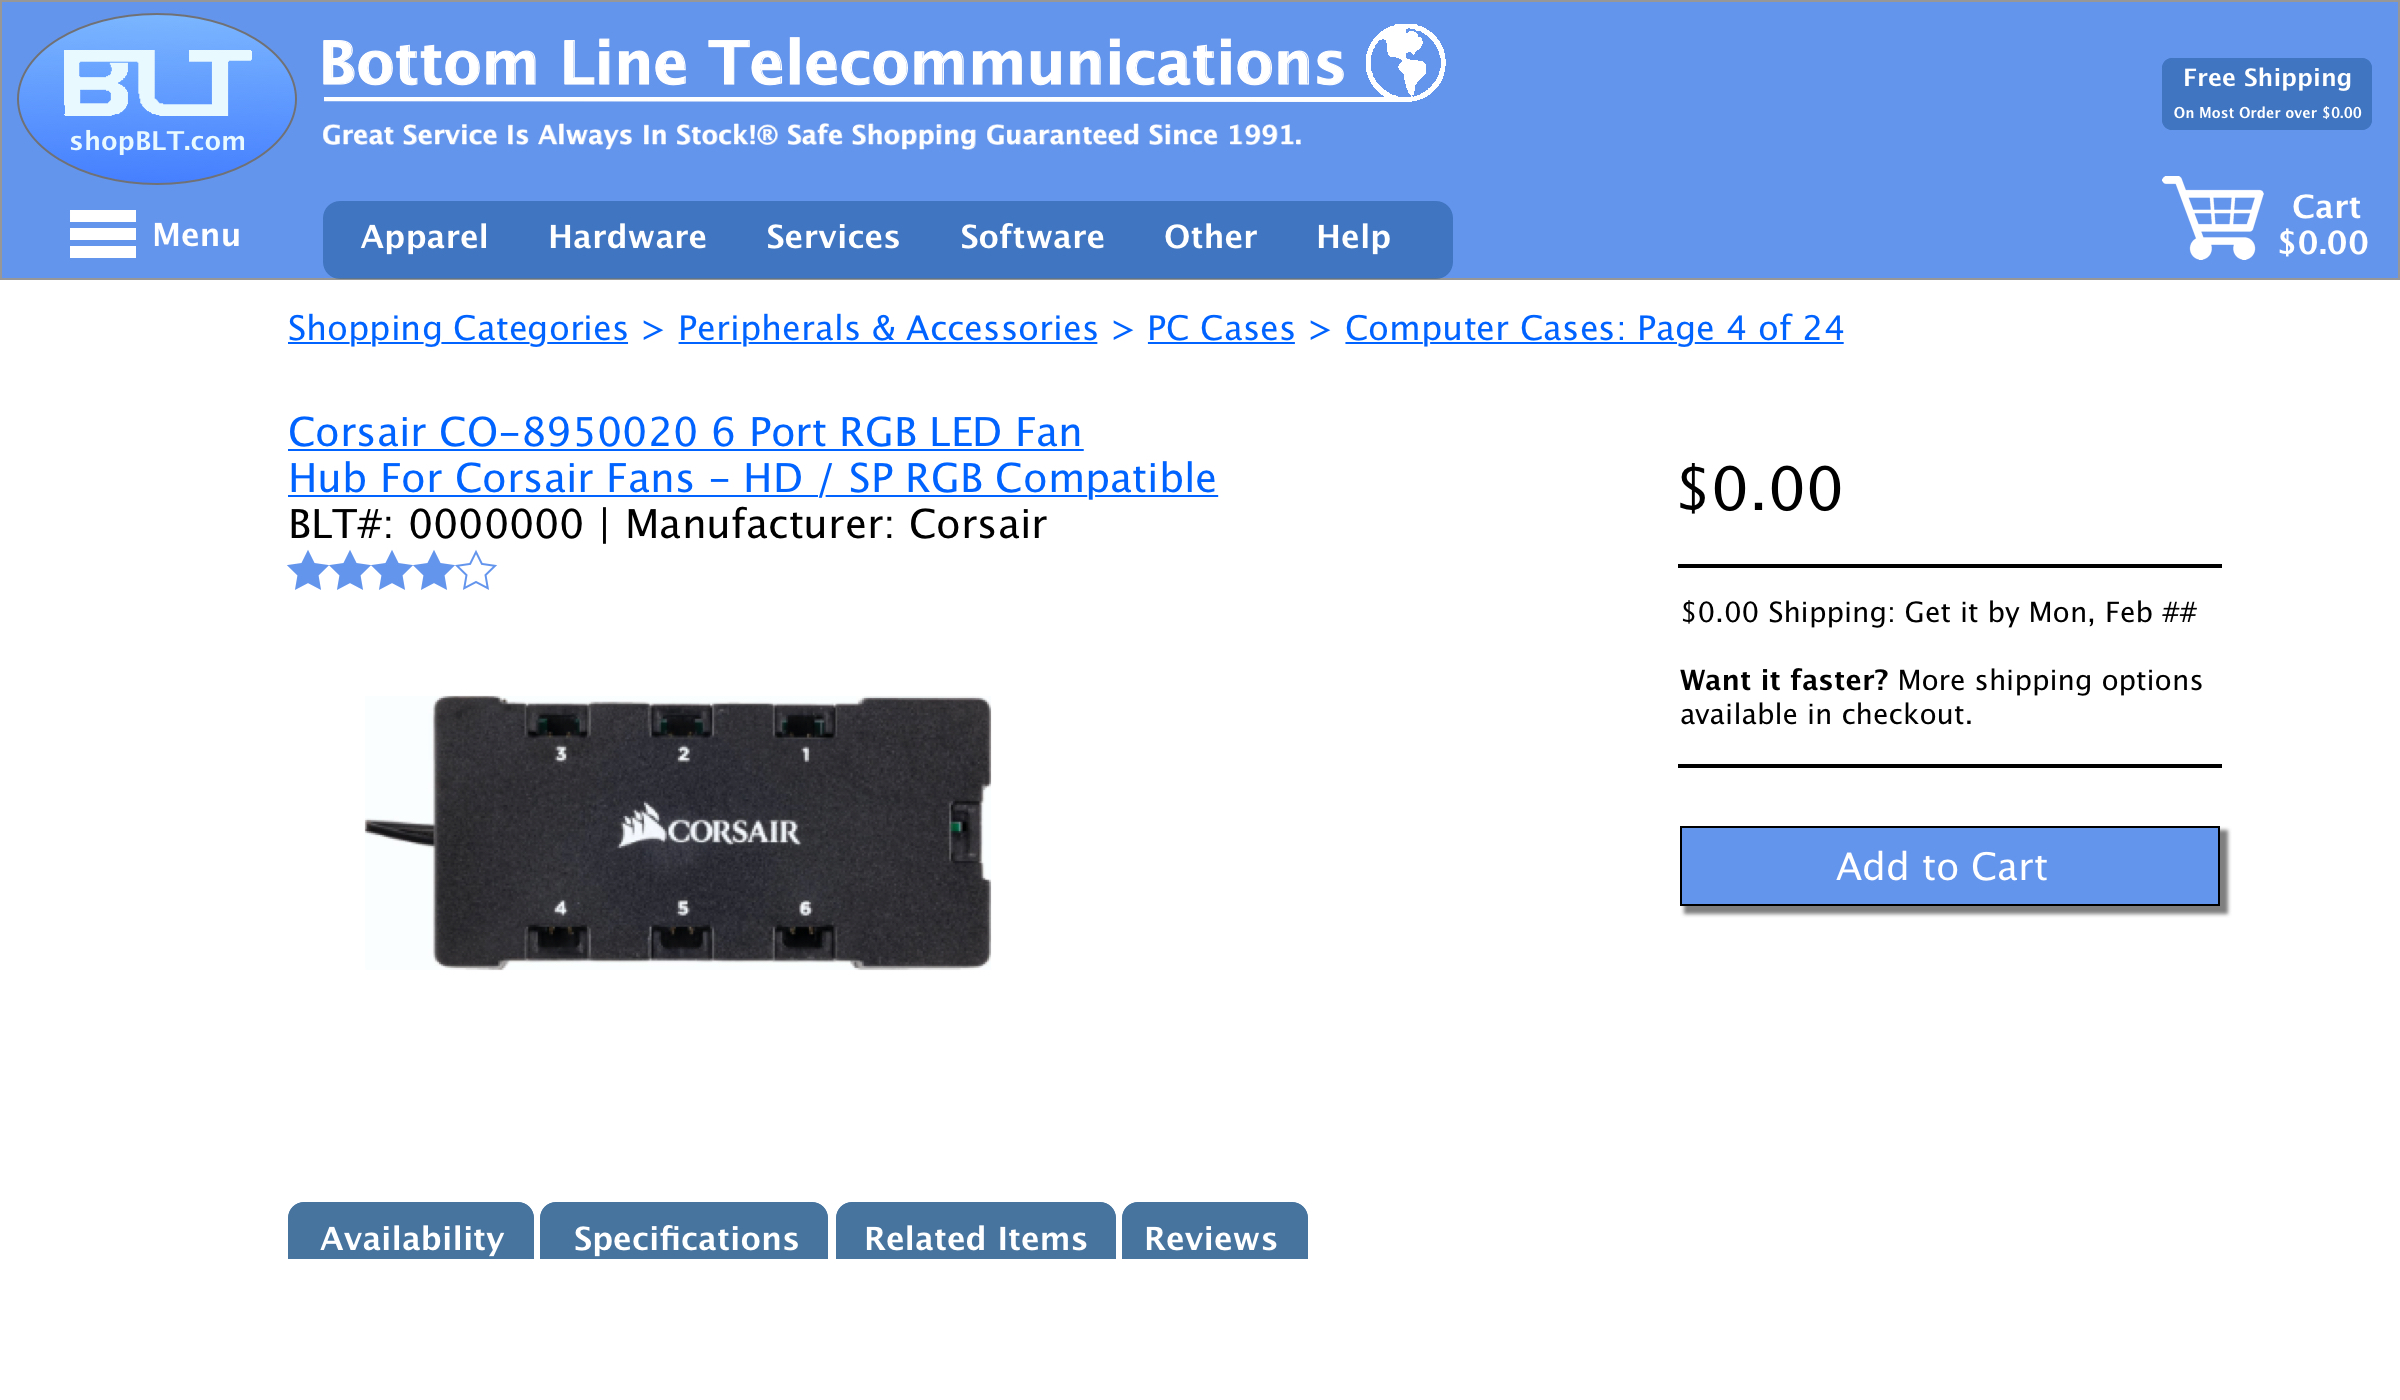 BLT
shopBLT.com
Bottom Line Telecommunications
Great Service Is Always In Stock!® Safe Shopping Guaranteed Since 1991.
Free Shipping
On Most Order over $0.00
Menu
Apparel Hardware Services Software Other Help
Cart
$0.00
Shopping Categories > Peripherals & Accessories > PC Cases > Computer Cases: Page 4 of 24
Corsair CO-8950020 6 Port RGB LED Fan
Hub For Corsair Fans - HD / SP RGB Compatible
BLT#: 0000000 | Manufacturer: Corsair
$0.00
$0.00 Shipping: Get it by Mon, Feb ##
Want it faster? More shipping options
available in checkout.
Add to Cart
3 2 1
CORSAIR
4 5 6
Availability Specifications Related Items Reviews